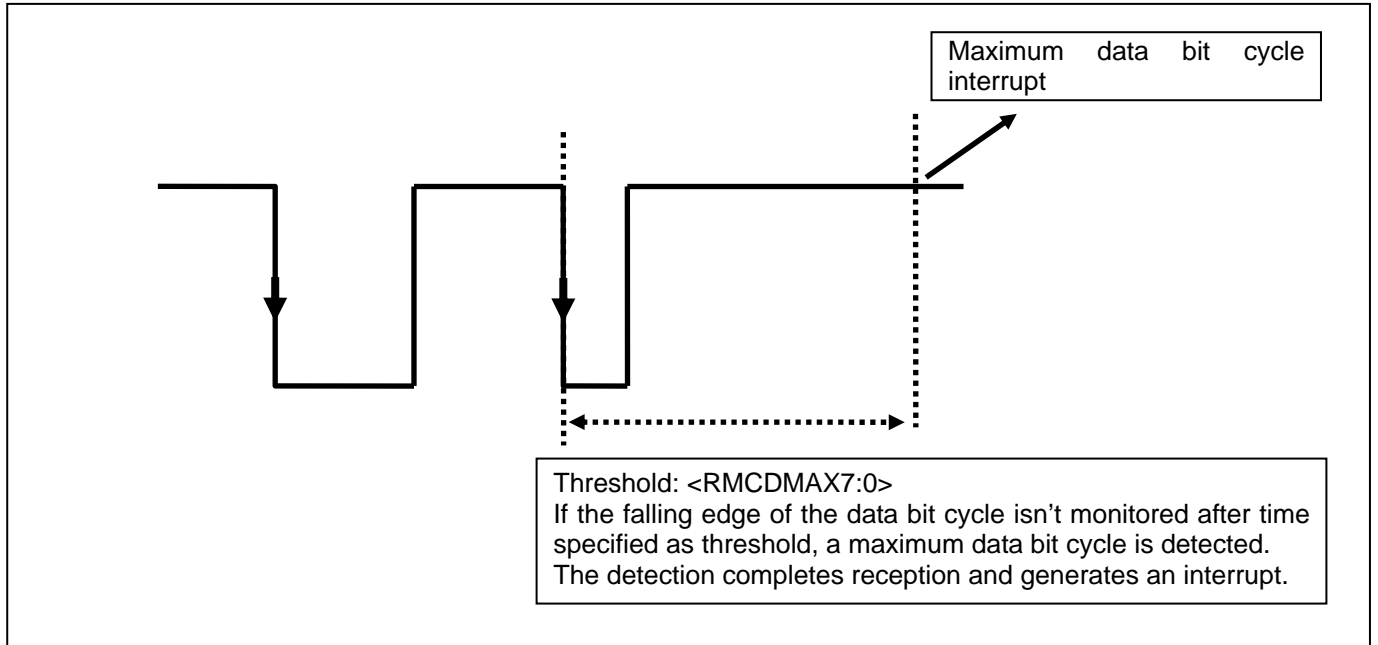 Maximum data bit cycle
interrupt
Threshold: <RMCDMAX7:0>
If the falling edge of the data bit cycle isn’t monitored after time
specified as threshold, a maximum data bit cycle is detected.
The detection completes reception and generates an interrupt.